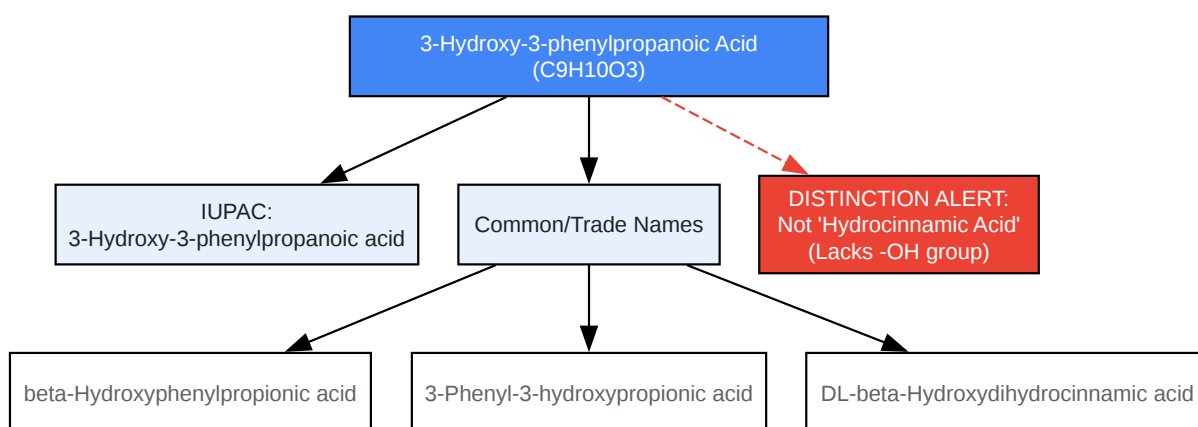 3-Hydroxy-3-phenylpropanoic Acid
(C9H10O3)
IUPAC:
3-Hydroxy-3-phenylpropanoic acid
Common/Trade Names
DISTINCTION ALERT:
Not 'Hydrocinnamic Acid'
(Lacks -OH group)
beta-Hydroxyphenylpropionic acid
3-Phenyl-3-hydroxypropionic acid
DL-beta-Hydroxydihydrocinnamic acid